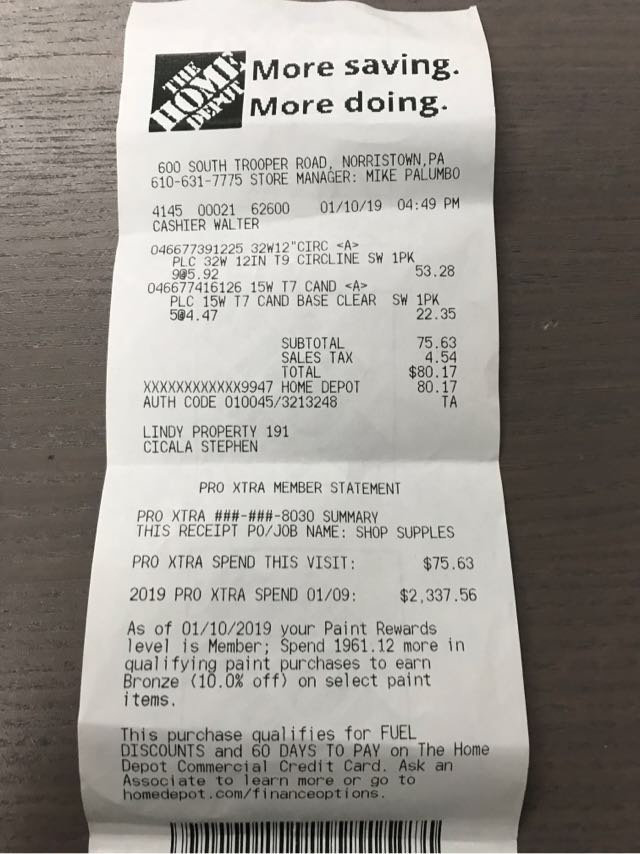 THE
HOME
DEPOT
More saving.
More doing.
600 SOUTH TROOPER ROAD, NORRISTOWN,PA
610-631-7775 STORE MANAGER: MIKE PALUMBO
4145 00021 62600 01/10/19 04:49 PM
CASHIER WALTER
046677391225 32W12"CIRC <A>
PLC 32W 12IN T9 CIRCLINE SW 1PK
9@5.92 53.28
046677416126 15W T7 CAND <A>
PLC 15W T7 CAND BASE CLEAR SW 1PK
5@4.47 22.35
SUBTOTAL 75.63
SALES TAX 4.54
TOTAL $80.17
XXXXXXXXXXXX9947 HOME DEPOT 80.17
AUTH CODE 010045/3213248 TA
LINDY PROPERTY 191
CICALA STEPHEN
PRO XTRA MEMBER STATEMENT
PRO XTRA ###-###-8030 SUMMARY
THIS RECEIPT PO/JOB NAME: SHOP SUPPLES
PRO XTRA SPEND THIS VISIT: $75.63
2019 PRO XTRA SPEND 01/09: $2,337.56
As of 01/10/2019 your Paint Rewards
level is Member; Spend 1961.12 more in
qualifying paint purchases to earn
Bronze (10.0% off) on select paint
items.
This purchase qualifies for FUEL
DISCOUNTS and 60 DAYS TO PAY on The Home
Depot Commercial Credit Card. Ask an
Associate to learn more or go to
homedepot.com/financeoptions.